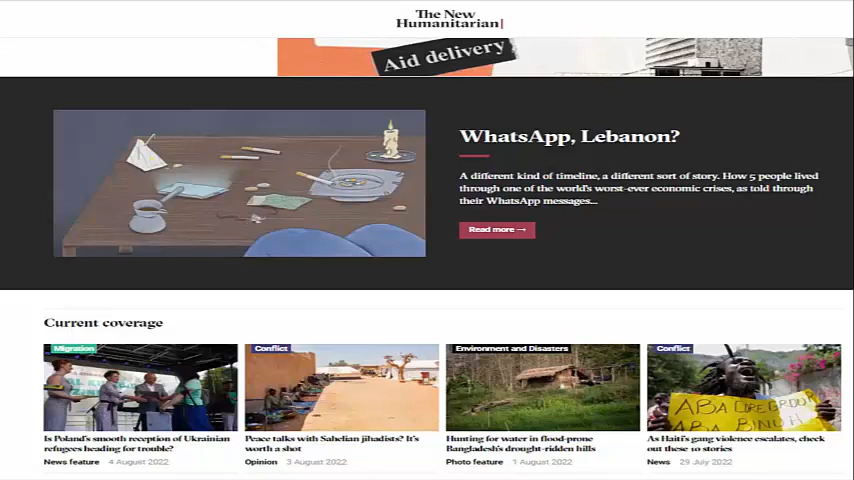 The New
Humanitarian
Aid delivery
WhatsApp, Lebanon?
A different kind of timeline, a different sort of story. How 5 people lived
through one of the world's worst-ever economic crises, as told through
their WhatsApp messages...
Read more →
Current coverage
Migration
Conflict
Environment and Disasters
Conflict
ABA CORE GROUP
ABA BINUH
Is Poland's smooth reception of Ukrainian
refugees heading for trouble?
News feature 4 August 2022
Peace talks with Sahelian jihadists? It's
worth a shot
Opinion 3 August 2022
Hunting for water in flood-prone
Bangladesh's drought-ridden hills
Photo feature 1 August 2022
As Haiti's gang violence escalates, check
out these 10 stories
News 29 July 2022